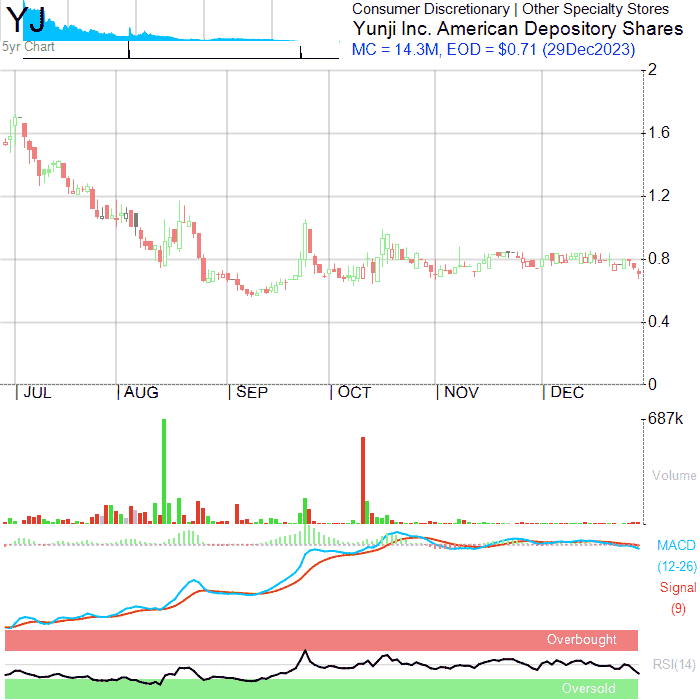 YJ
5yr Chart
Consumer Discretionary | Other Specialty Stores
Yunji Inc. American Depository Shares
MC = 14.3M, EOD = $0.71 (29Dec2023)
2
1.6
1.2
0.8
0.4
0
JUL AUG SEP OCT NOV DEC
687k
Volume
MACD
(12-26)
Signal
(9)
Overbought
RSI(14)
Oversold